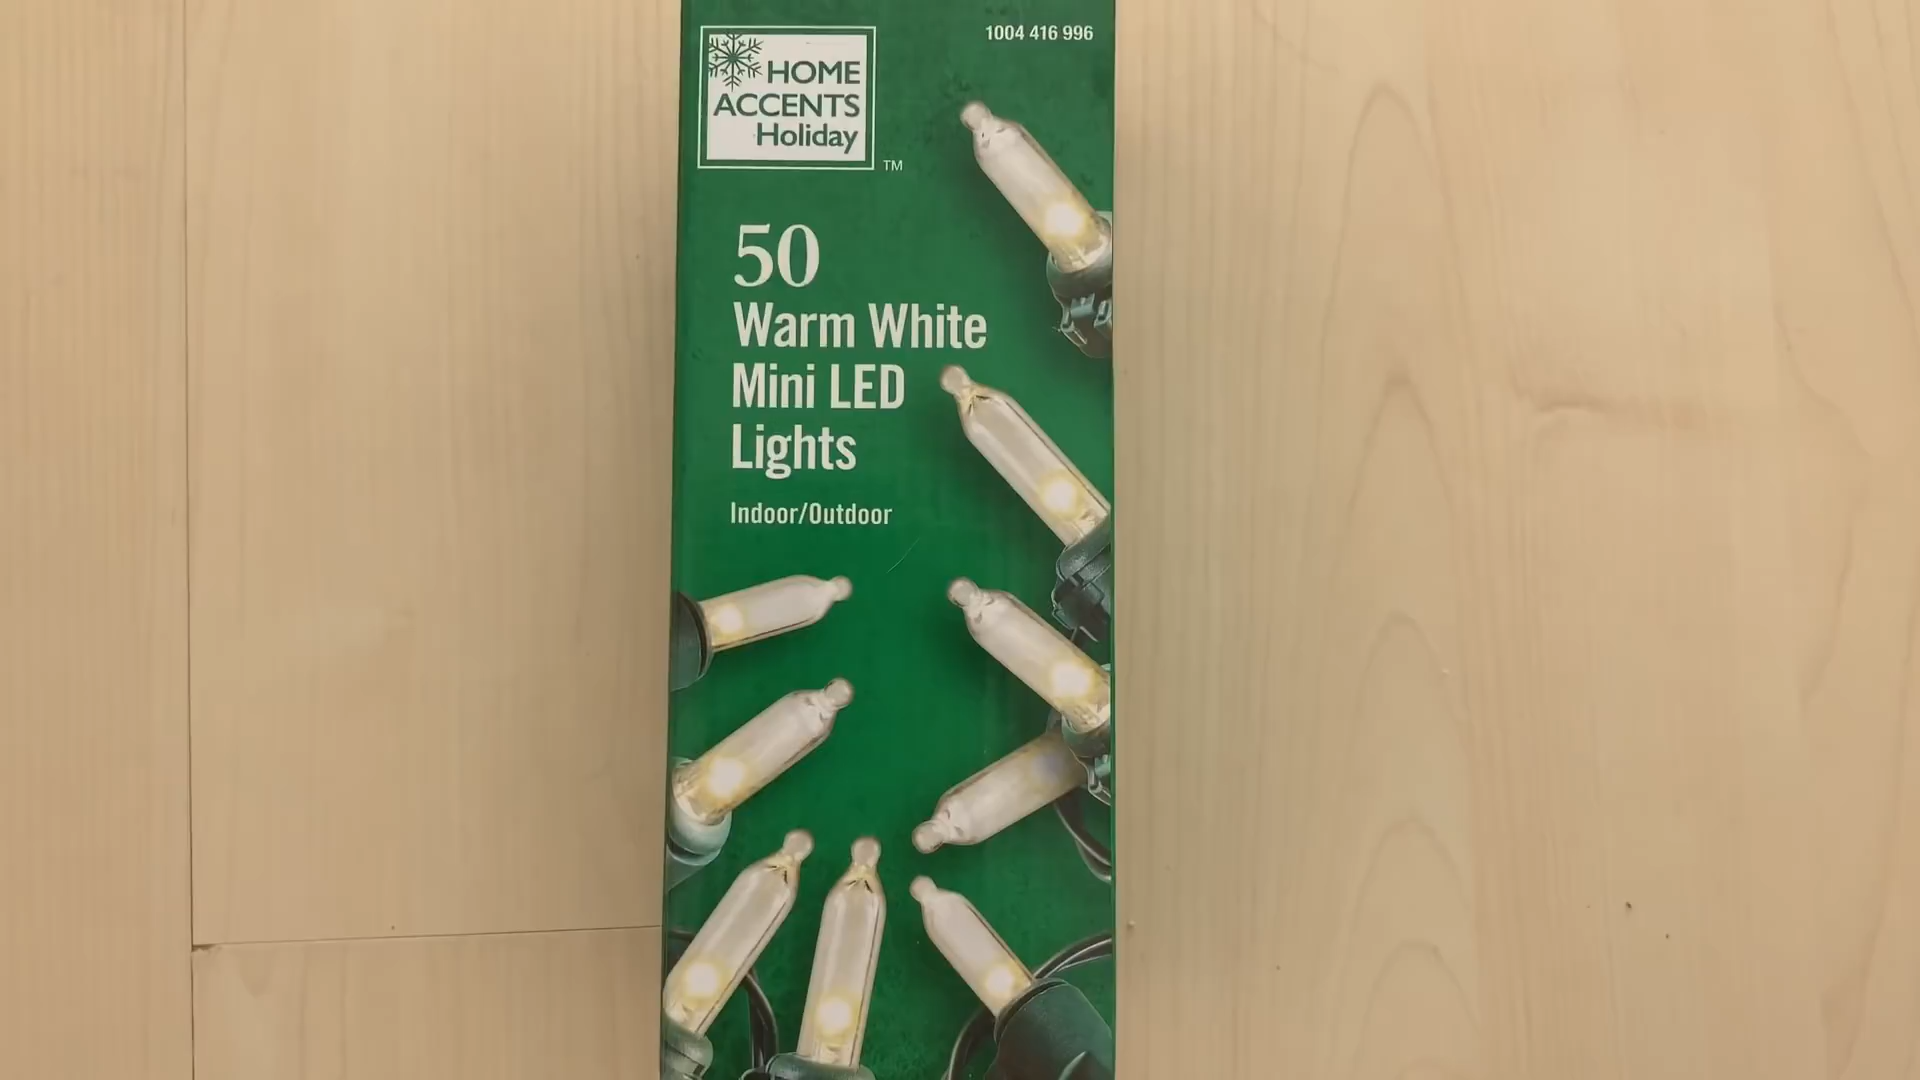 1004 416 996
HOME
ACCENTS
Holiday
TM
50
Warm White
Mini LED
Lights
Indoor/Outdoor